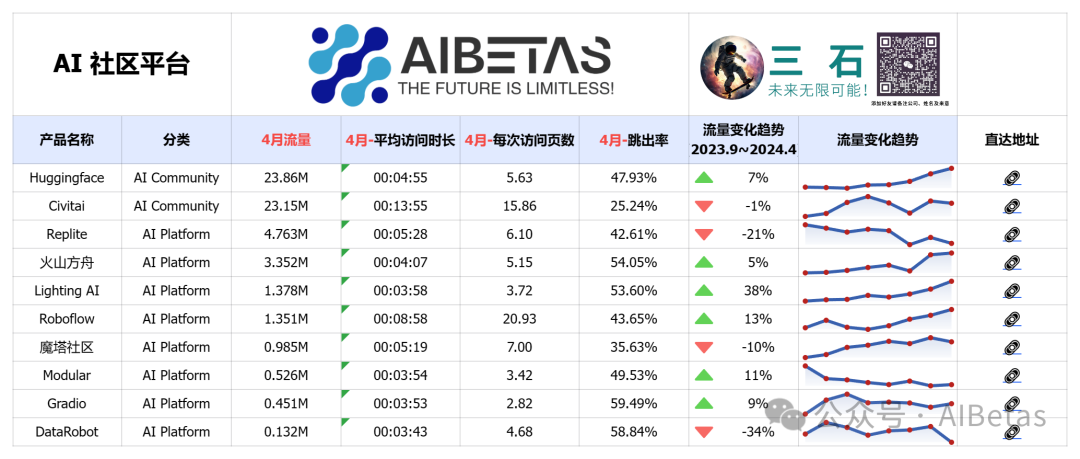 AI 社区平台
AIBETAS
THE FUTURE IS LIMITLESS!
三 石
未来无限可能!
添加好友请备注公司、姓名及来意
产品名称 分类 4月流量 4月-平均访问时长 4月-每次访问页数 4月-跳出率 流量变化趋势 2023.9~2024.4 流量变化趋势 直达地址
Huggingface AI Community 23.86M 00:04:55 5.63 47.93% 7%
Civitai AI Community 23.15M 00:13:55 15.86 25.24% -1%
Replite AI Platform 4.763M 00:05:28 6.10 42.61% -21%
火山方舟 AI Platform 3.352M 00:04:07 5.15 54.05% 5%
Lighting AI AI Platform 1.378M 00:03:58 3.72 53.60% 38%
Roboflow AI Platform 1.351M 00:08:58 20.93 43.65% 13%
魔塔社区 AI Platform 0.985M 00:05:19 7.00 35.63% -10%
Modular AI Platform 0.526M 00:03:54 3.42 49.53% 11%
Gradio AI Platform 0.451M 00:03:53 2.82 59.49% 9%
DataRobot AI Platform 0.132M 00:03:43 4.68 58.84% -34%
公众号 · AIBetas